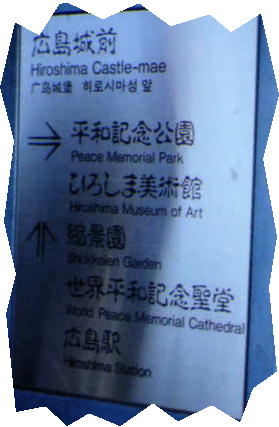 広島城前
Hiroshima Castle-mae
广岛城堡 히로시마성 앞
平和記念公園
Peace Memorial Park
ひろしま美術館
Hiroshima Museum of Art
縮景園
Shukkeien Garden
世界平和記念聖堂
World Peace Memorial Cathedral
広島駅
Hiroshima Station